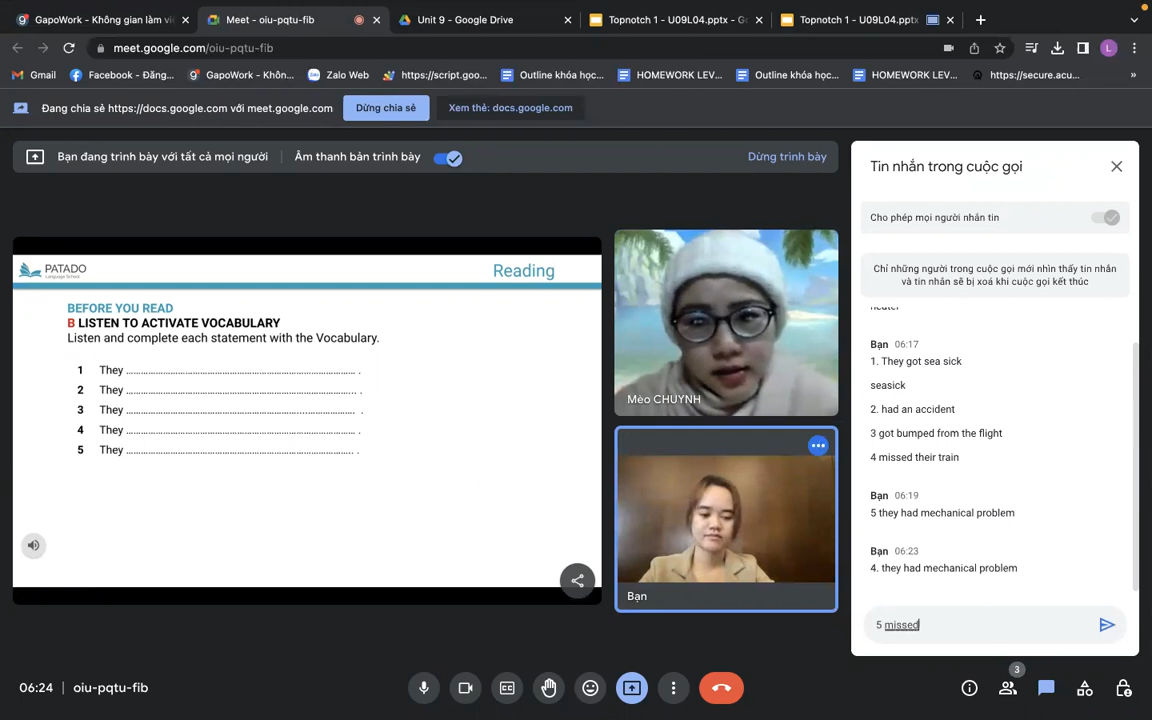 GapoWork - Không gian làm việ
Meet - oiu-pqtu-fib
Unit 9 - Google Drive
Topnotch 1 - U09L04.pptx - Go
Topnotch 1 - U09L04.pptx
meet.google.com/oiu-pqtu-fib
L
Gmail
Facebook - Đăng...
GapoWork - Khôn...
Zalo Web
https://script.goo...
Outline khóa học...
HOMEWORK LEV...
Outline khóa học...
HOMEWORK LEV...
https://secure.acu...
»
Đang chia sẻ https://docs.google.com với meet.google.com
Dừng chia sẻ
Xem thẻ: docs.google.com
Bạn đang trình bày với tất cả mọi người
Âm thanh bản trình bày
Dừng trình bày
PATADO
Language School
Reading
BEFORE YOU READ
B LISTEN TO ACTIVATE VOCABULARY
Listen and complete each statement with the Vocabulary.
1 They ........................................................................ .
2 They ........................................................................ .
3 They ........................................................................ .
4 They ........................................................................ .
5 They ........................................................................ .
Mèo CHUYNH
Bạn
Tin nhắn trong cuộc gọi
Cho phép mọi người nhắn tin
Chỉ những người trong cuộc gọi mới nhìn thấy tin nhắn
và tin nhắn sẽ bị xoá khi cuộc gọi kết thúc
Bạn 06:17
1. They got sea sick
seasick
2. had an accident
3 got bumped from the flight
4 missed their train
Bạn 06:19
5 they had mechanical problem
Bạn 06:23
4. they had mechanical problem
5 missed
06:24 | oiu-pqtu-fib
3